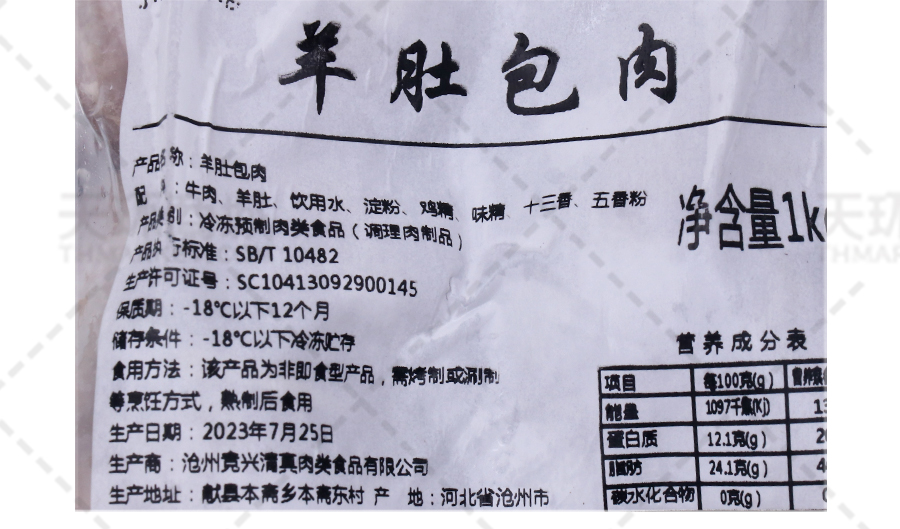 羊肚包肉
产品 称：羊肚包肉
配 ：牛肉、羊肚、饮用水、淀粉、鸡精、味精 十三香、五香粉
产品 别：冷冻预制肉类食品（调理肉制品）
净含量1k
产品 行标准：SB/T 10482
生产许可证号：SC10413092900145
保质期：-18℃以下12个月
储存条件：-18℃以下冷冻贮存
食用方法：该产品为非即食型产品，需烤制或涮制
等烹饪方式，熟制后食用
生产日期：2023年7月25日
生产商：沧州宽兴清真肉类食品有限公司
生产地址：献县本斋乡本斋东村 产 地：河北省沧州市
营养成分表
项目 每100克(g) 营养素
能量 1097千焦(Kj) 1
蛋白质 12.1克(g) 2
脂肪 24.1克(g) 4
碳水化合物 0克(g) 0